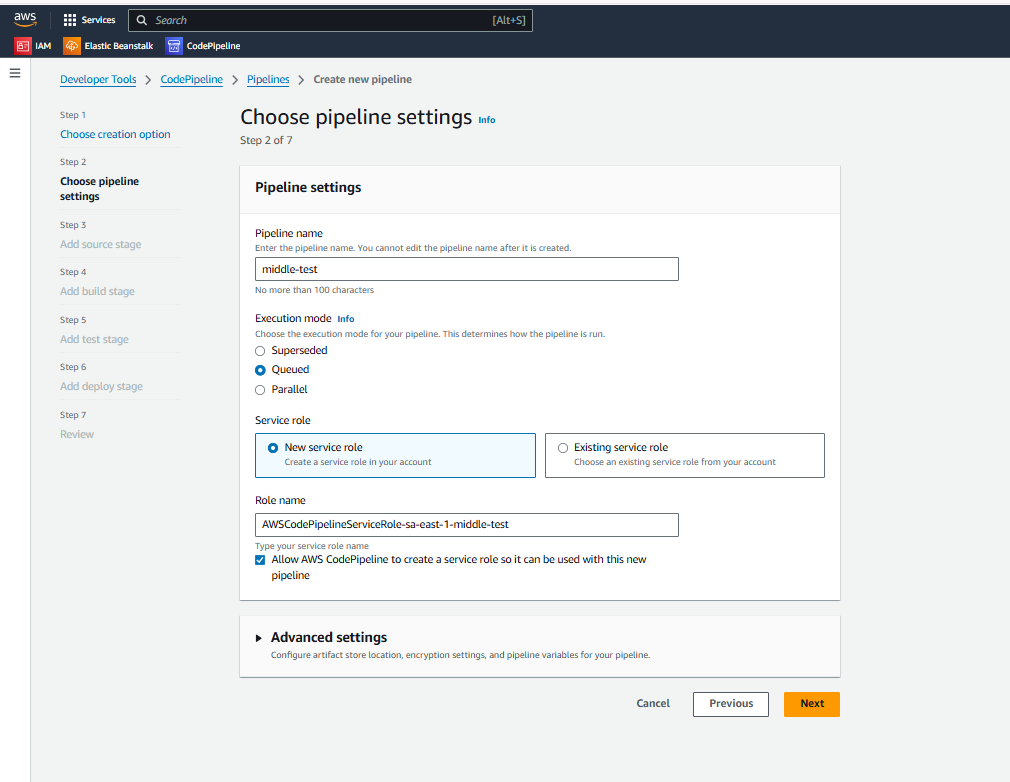 aws Services Search [Alt+S]
IAM Elastic Beanstalk CodePipeline
Developer Tools > CodePipeline > Pipelines > Create new pipeline
Step 1
Choose creation option
Step 2
Choose pipeline
settings
Step 3
Add source stage
Step 4
Add build stage
Step 5
Add test stage
Step 6
Add deploy stage
Step 7
Review
Choose pipeline settings Info
Step 2 of 7
Pipeline settings
Pipeline name
Enter the pipeline name. You cannot edit the pipeline name after it is created.
middle-test
No more than 100 characters
Execution mode Info
Choose the execution mode for your pipeline. This determines how the pipeline is run.
Superseded
Queued
Parallel
Service role
New service role
Create a service role in your account
Existing service role
Choose an existing service role from your account
Role name
AWSCodePipelineServiceRole-sa-east-1-middle-test
Type your service role name
Allow AWS CodePipeline to create a service role so it can be used with this new
pipeline
Advanced settings
Configure artifact store location, encryption settings, and pipeline variables for your pipeline.
Cancel Previous Next